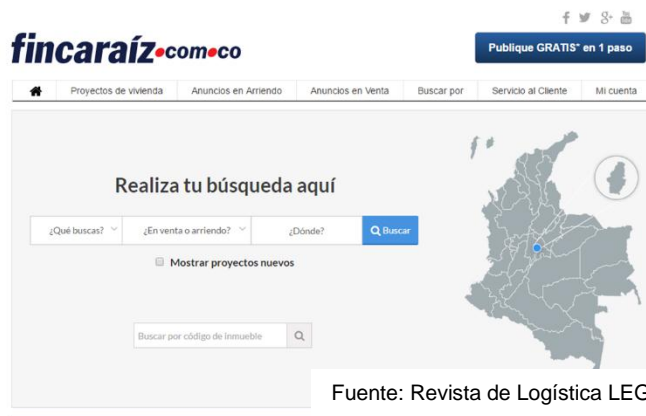 fincaraíz.com.co
Publique GRATIS* en 1 paso
Proyectos de vivienda Anuncios en Arriendo Anuncios en Venta Buscar por Servicio al Cliente Mi cuenta
Realiza tu búsqueda aquí
¿Qué buscas? ¿En venta o arriendo? ¿Dónde? Buscar
Mostrar proyectos nuevos
Buscar por código de Inmueble
Fuente: Revista de Logística LEG